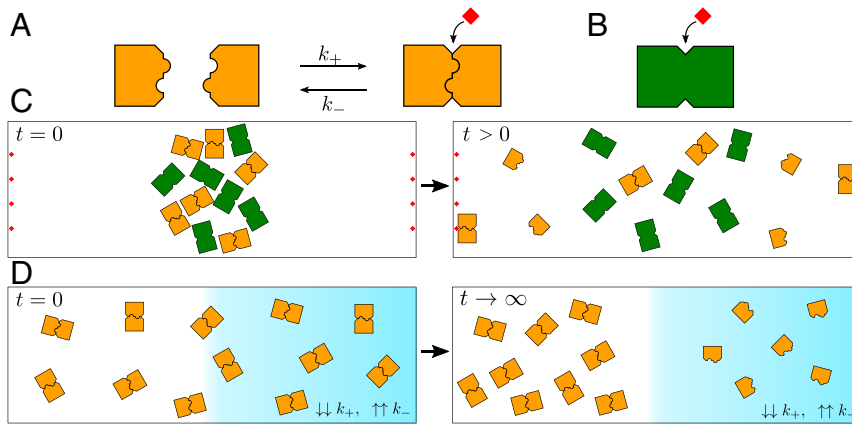 A
B
k₊
k₋
C
t = 0
t > 0
D
t = 0
t → ∞
↓↓ k₊, ↑↑ k₋
↓↓ k₊, ↑↑ k₋